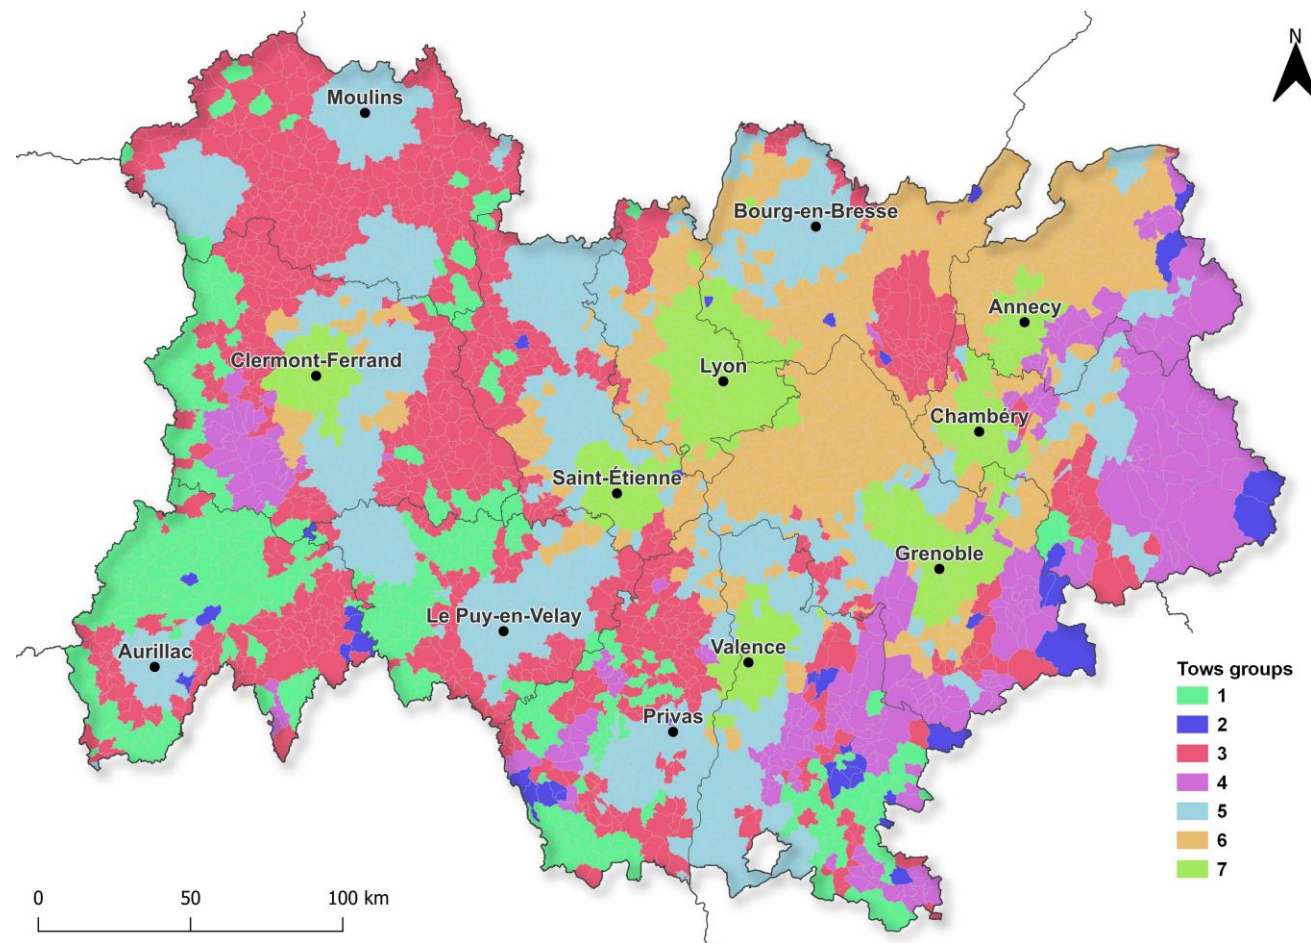 N
Moulins
Bourg-en-Bresse
Annecy
Clermont-Ferrand
Lyon
Chambéry
Saint-Étienne
Grenoble
Le Puy-en-Velay
Aurillac
Valence
Privas
Tows groups
1
2
3
4
5
6
7
0 50 100 km